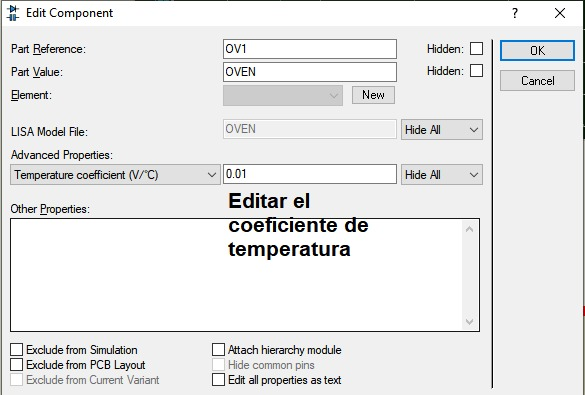 Edit Component
?
Part Reference: OV1 Hidden:
Part Value: OVEN Hidden:
Element: New
LISA Model File: OVEN Hide All
Advanced Properties:
Temperature coefficient (V/°C) 0.01 Hide All
Editar el
coeficiente de
temperatura
Other Properties:
Exclude from Simulation Attach hierarchy module
Exclude from PCB Layout Hide common pins
Exclude from Current Variant Edit all properties as text
OK
Cancel